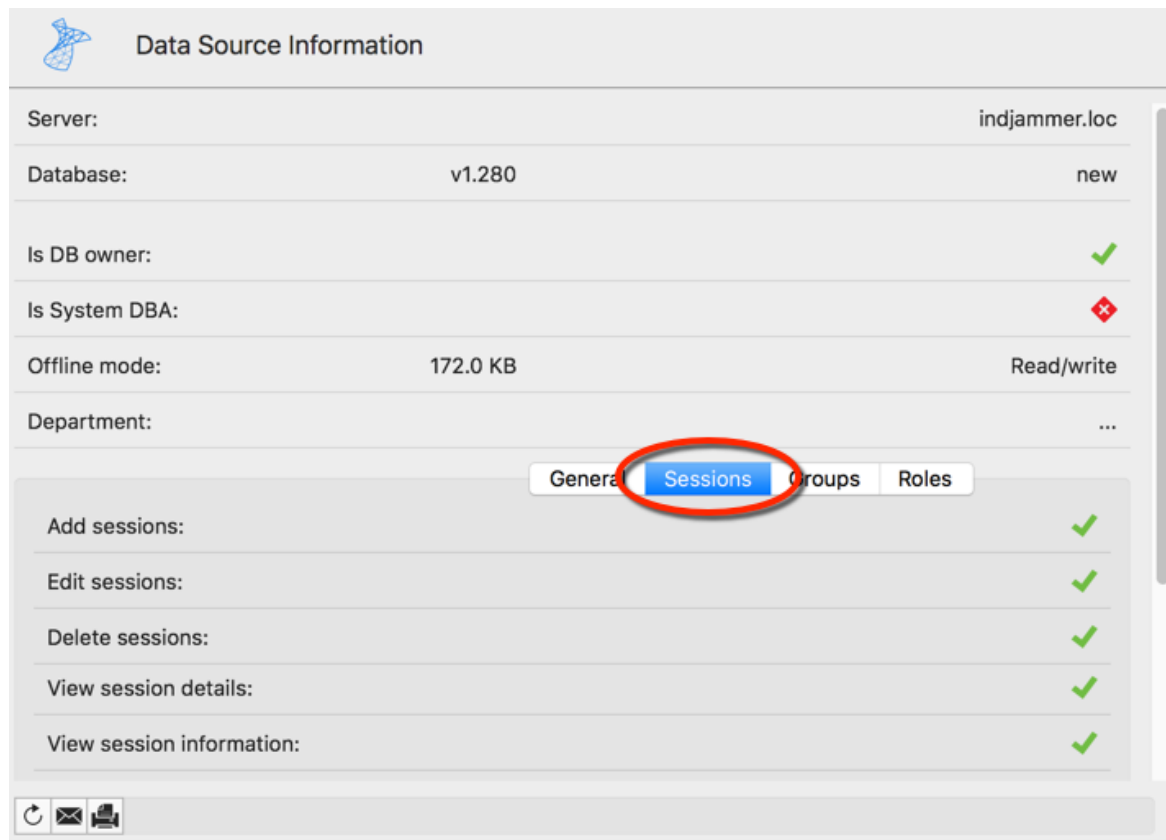 Data Source Information
Server: indjammer.loc
Database: v1.280 new
Is DB owner:
Is System DBA:
Offline mode: 172.0 KB Read/write
Department: ...
General Sessions Groups Roles
Add sessions:
Edit sessions:
Delete sessions:
View session details:
View session information: